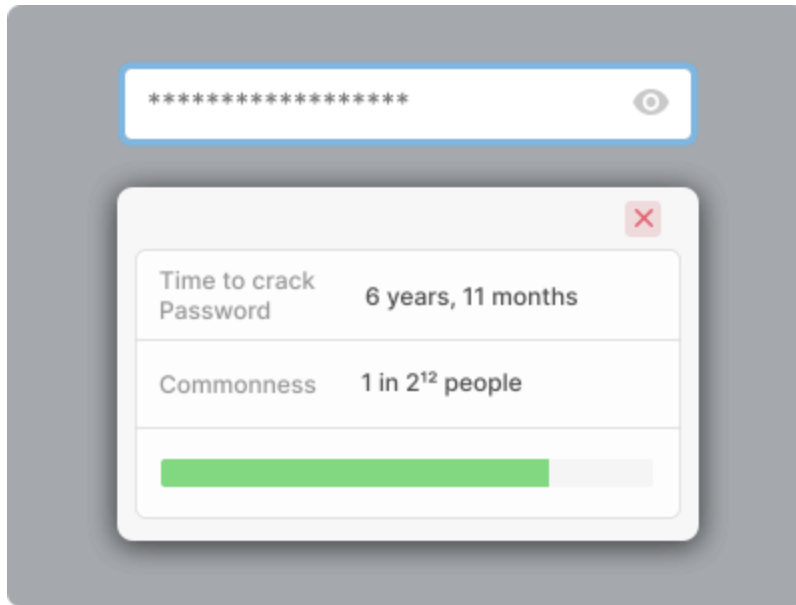 ******************
Time to crack
Password
6 years, 11 months
Commonness
1 in 2¹² people